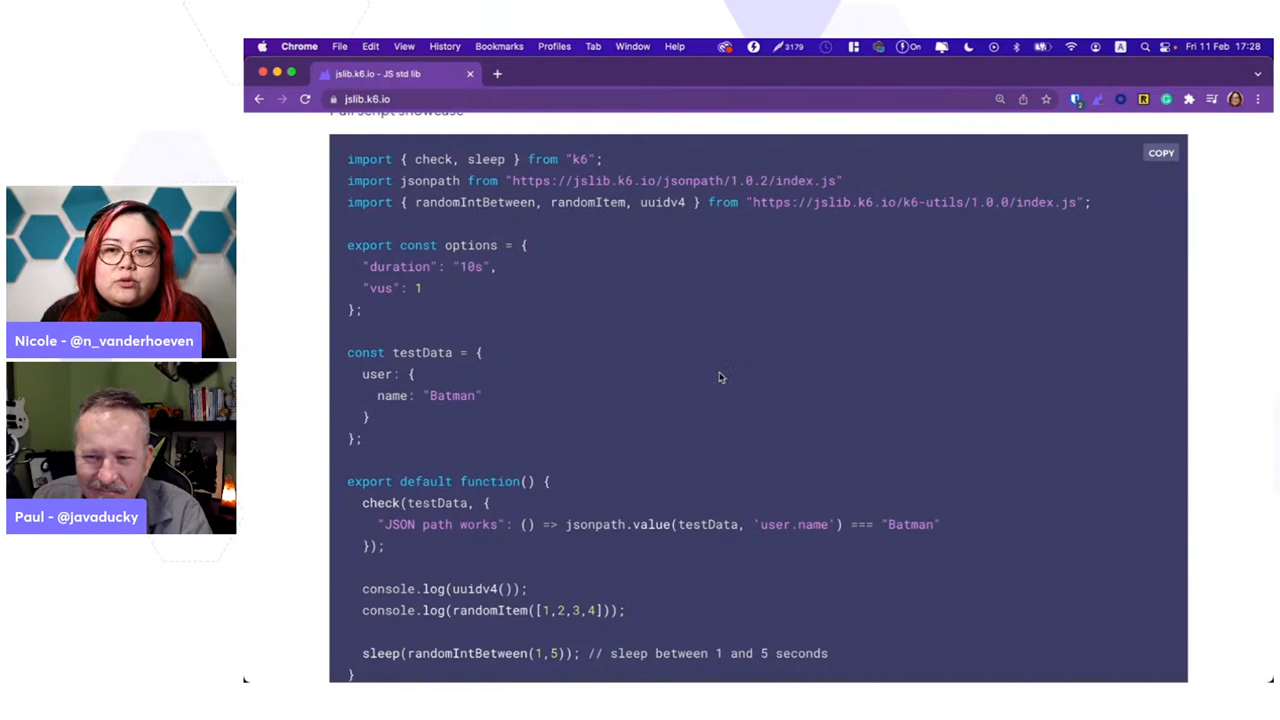 Chrome File Edit View History Bookmarks Profiles Tab Window Help 3179 On A Fri 11 Feb 17:28
jslib.k6.io - JS std lib
jslib.k6.io
Full script showcase
COPY
import { check, sleep } from "k6";
import jsonpath from "https://jslib.k6.io/jsonpath/1.0.2/index.js"
import { randomIntBetween, randomItem, uuidv4 } from "https://jslib.k6.io/k6-utils/1.0.0/index.js";
export const options = {
"duration": "10s",
"vus": 1
};
const testData = {
user: {
name: "Batman"
}
};
export default function() {
check(testData, {
"JSON path works": () => jsonpath.value(testData, 'user.name') === "Batman"
});
console.log(uuidv4());
console.log(randomItem([1,2,3,4]));
sleep(randomIntBetween(1,5)); // sleep between 1 and 5 seconds
}
Nicole - @n_vanderhoeven
Paul - @javaducky